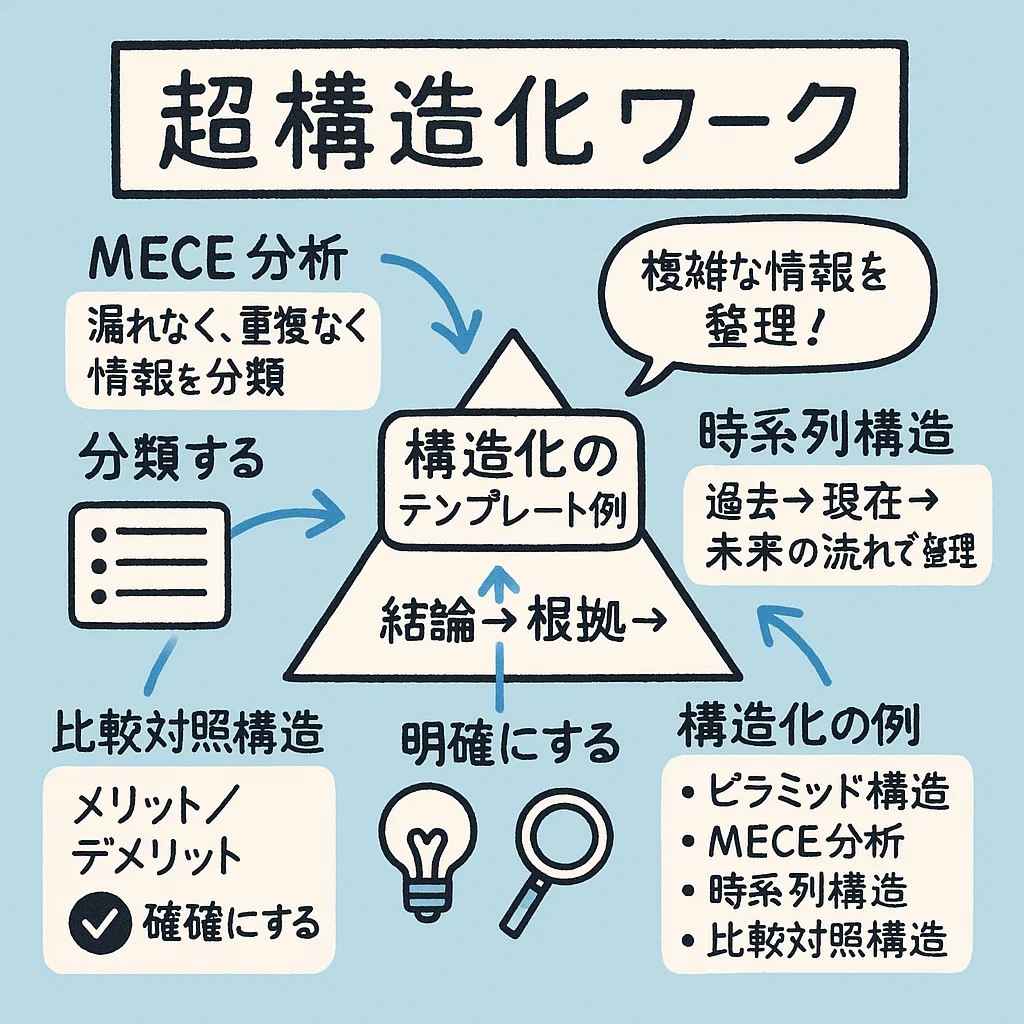 超構造化ワーク
MECE分析
漏れなく、重複なく
情報を分類
複雑な情報を
整理!
分類する
構造化の
テンプレート例
結論→根拠→
時系列構造
過去→現在→
未来の流れで整理
比較対照構造
メリット/
デメリット
確確にする
明確にする
構造化の例
・ピラミッド構造
・MECE分析
・時系列構造
・比較対照構造